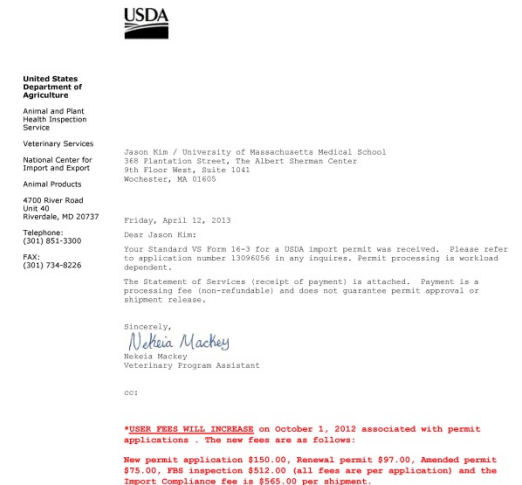 USDA
United States
Department of
Agriculture
Animal and Plant
Health Inspection
Service
Veterinary Services
National Center for
Import and Export
Animal Products
4700 River Road
Unit 40
Riverdale, MD 20737
Telephone:
(301) 851-3300
FAX:
(301) 734-8226
Jason Kim / University of Massachusetts Medical School
368 Plantation Street, The Albert Sherman Center
9th Floor West, Suite 1041
Wochester, MA 01605
Friday, April 12, 2013
Dear Jason Kim:
Your Standard VS Form 16-3 for a USDA import permit was received. Please refer
to application number 13096056 in any inquires. Permit processing is workload
dependent.
The Statement of Services (receipt of payment) is attached. Payment is a
processing fee (non-refundable) and does not guarantee permit approval or
shipment release.
Sincerely,
Nekeia Mackey
Nekeia Mackey
Veterinary Program Assistant
cc:
*USER FEES WILL INCREASE on October 1, 2012 associated with permit
applications . The new fees are as follows:
New permit application $150.00, Renewal permit $97.00, Amended permit
$75.00, FBS inspection $512.00 (all fees are per application) and the
Import Compliance fee is $565.00 per shipment.